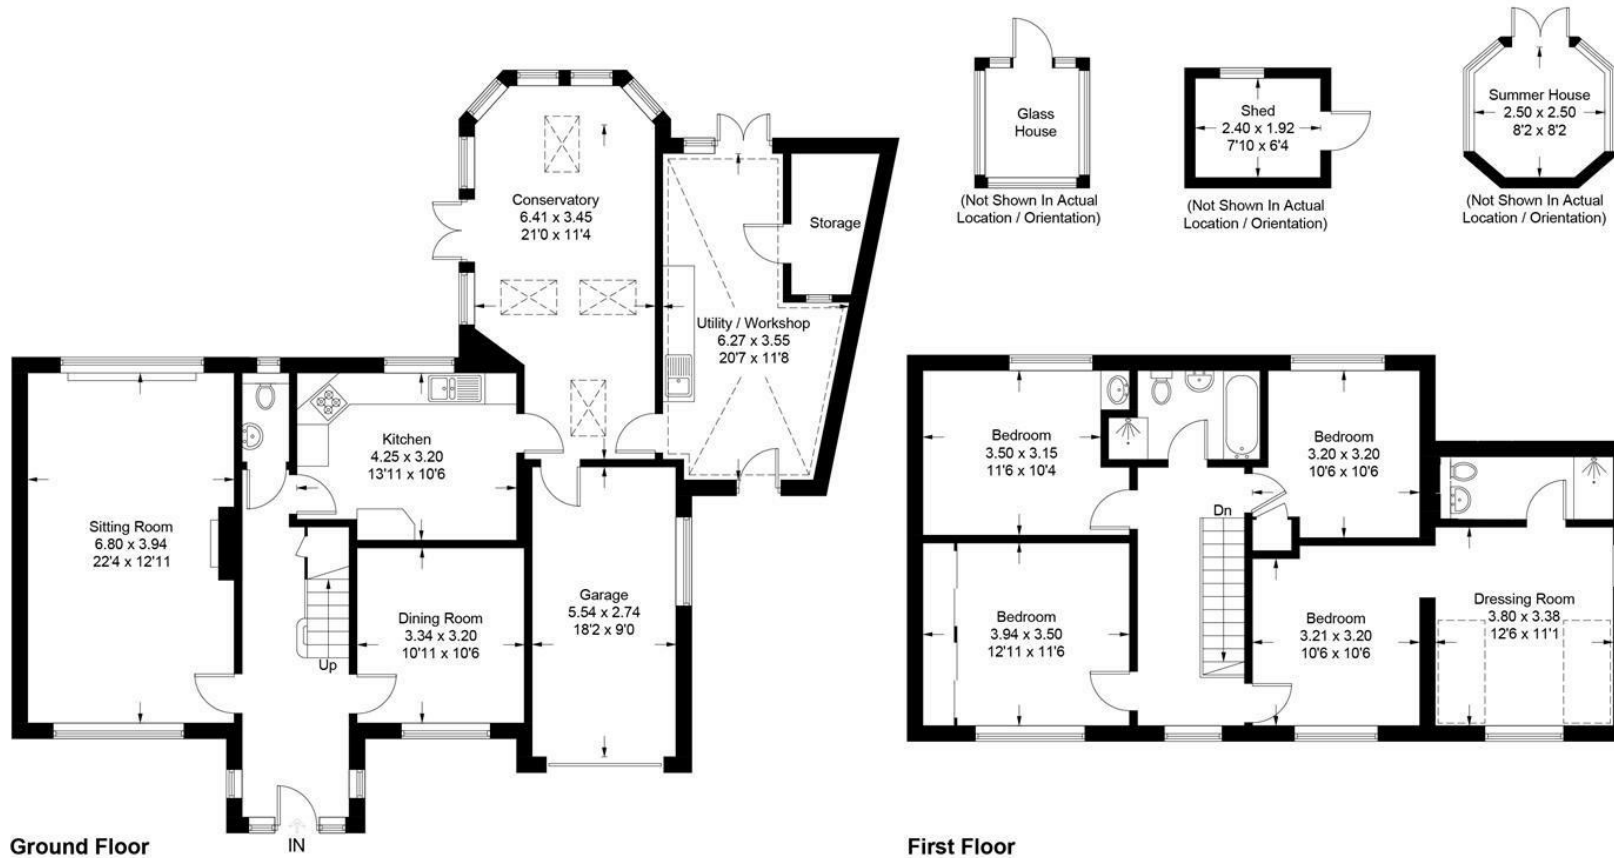 Glass
House
(Not Shown In Actual
Location / Orientation)
Shed
2.40 x 1.92
7'10 x 6'4
(Not Shown In Actual
Location / Orientation)
Summer House
2.50 x 2.50
8'2 x 8'2
(Not Shown In Actual
Location / Orientation)
Conservatory
6.41 x 3.45
21'0 x 11'4
Storage
Utility / Workshop
6.27 x 3.55
20'7 x 11'8
Kitchen
4.25 x 3.20
13'11 x 10'6
Sitting Room
6.80 x 3.94
22'4 x 12'11
Garage
5.54 x 2.74
18'2 x 9'0
Dining Room
3.34 x 3.20
10'11 x 10'6
Up
IN
Ground Floor
Bedroom
3.50 x 3.15
11'6 x 10'4
Bedroom
3.20 x 3.20
10'6 x 10'6
Dn
Bedroom
3.94 x 3.50
12'11 x 11'6
Bedroom
3.21 x 3.20
10'6 x 10'6
Dressing Room
3.80 x 3.38
12'6 x 11'1
First Floor